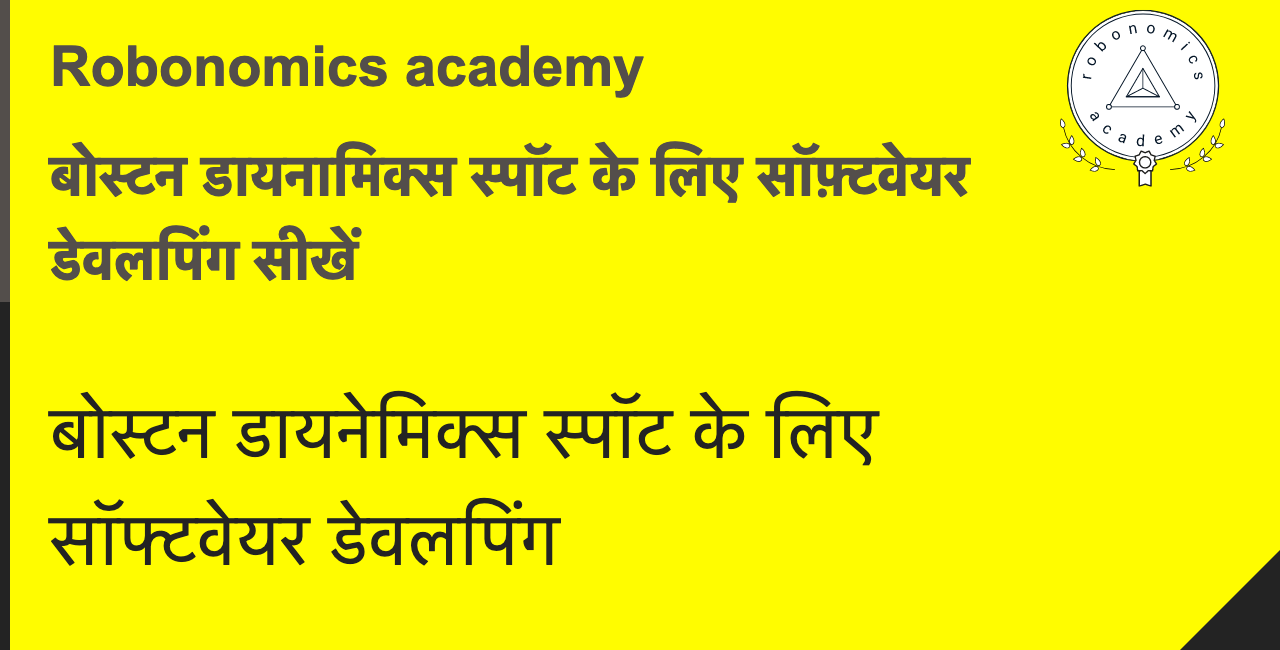 Robonomics academy
robonomics
academy
बोस्टन डायनामिक्स स्पॉट के लिए सॉफ़्टवेयर
डेवलपिंग सीखें
बोस्टन डायनेमिक्स स्पॉट के लिए
सॉफ्टवेयर डेवलपिंग